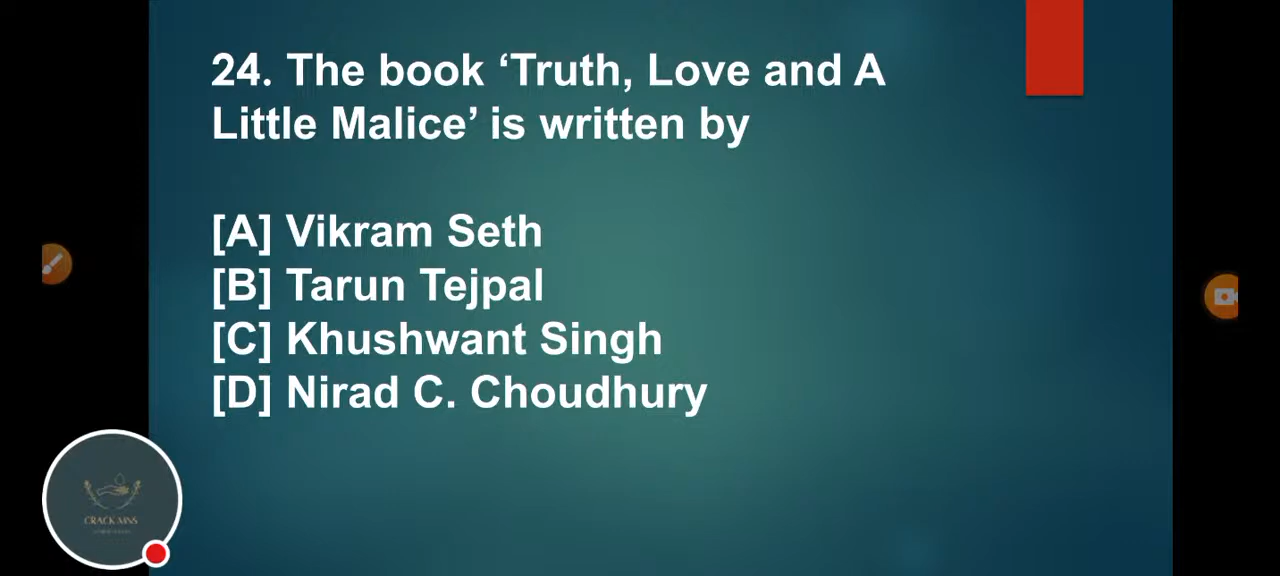 24. The book ‘Truth, Love and A
Little Malice’ is written by
[A] Vikram Seth
[B] Tarun Tejpal
[C] Khushwant Singh
[D] Nirad C. Choudhury
CRACK MNS